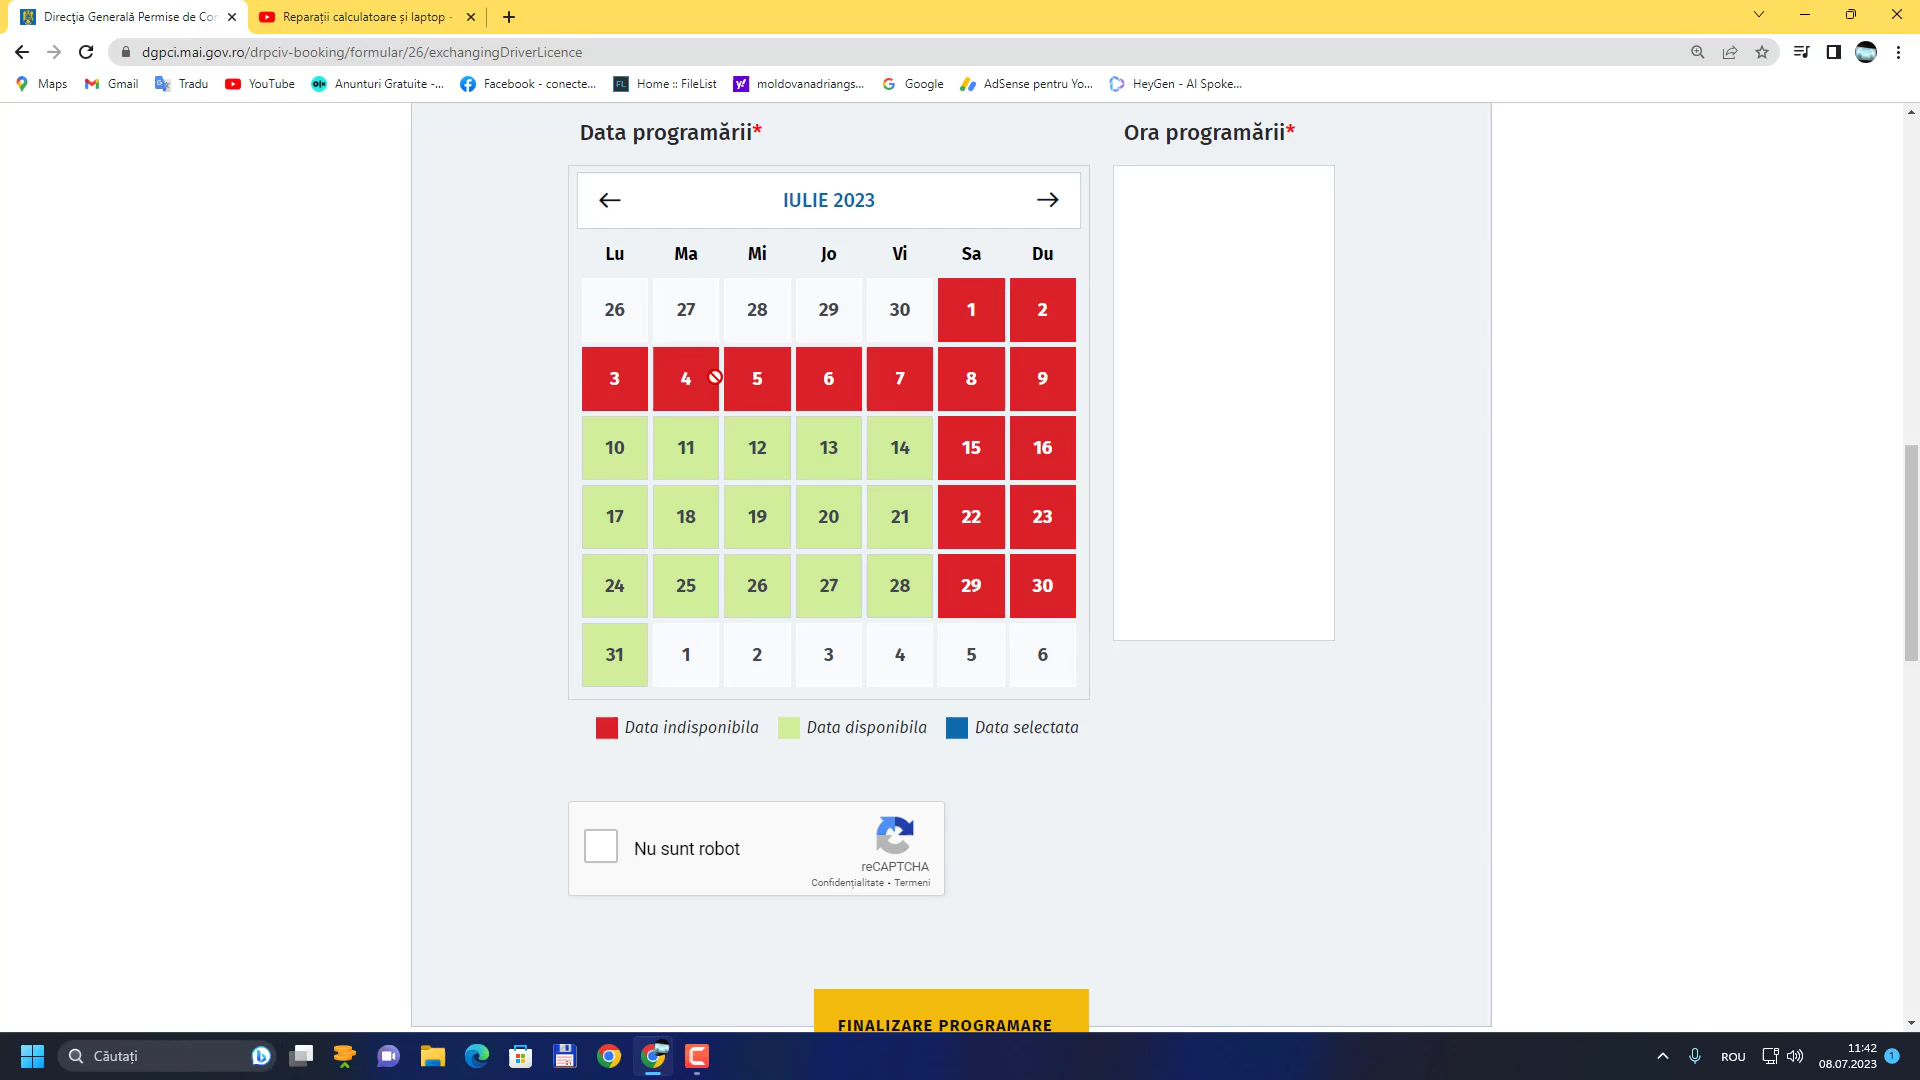 Direcția Generală Permise de Con
Reparații calculatoare și laptop -
dgpci.mai.gov.ro/drpciv-booking/formular/26/exchangingDriverLicence
Maps
Gmail
Tradu
YouTube
Anunturi Gratuite -...
Facebook - conecte...
Home :: FileList
moldovanadriangs...
Google
AdSense pentru Yo...
HeyGen - AI Spoke...
Data programării*
Ora programării*
IULIE 2023
Lu Ma Mi Jo Vi Sa Du
26 27 28 29 30 1 2
3 4 5 6 7 8 9
10 11 12 13 14 15 16
17 18 19 20 21 22 23
24 25 26 27 28 29 30
31 1 2 3 4 5 6
Data indisponibila
Data disponibila
Data selectata
Nu sunt robot
reCAPTCHA
Confidențialitate - Termeni
FINALIZARE PROGRAMARE
Căutați
ROU
11:42
08.07.2023
1